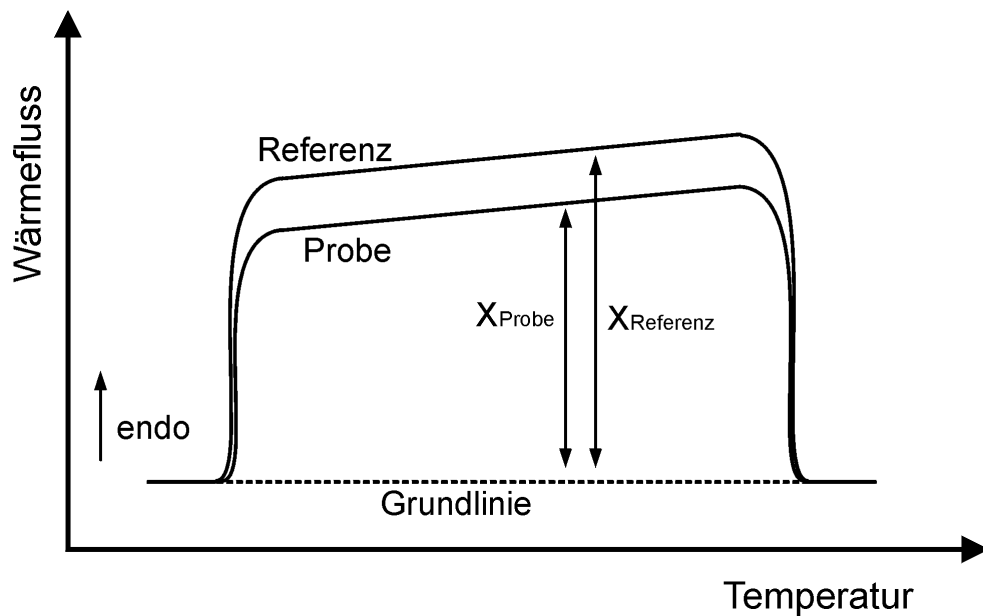 Wärmefluss
Referenz
Probe
XProbe
XReferenz
endo
Grundlinie
Temperatur